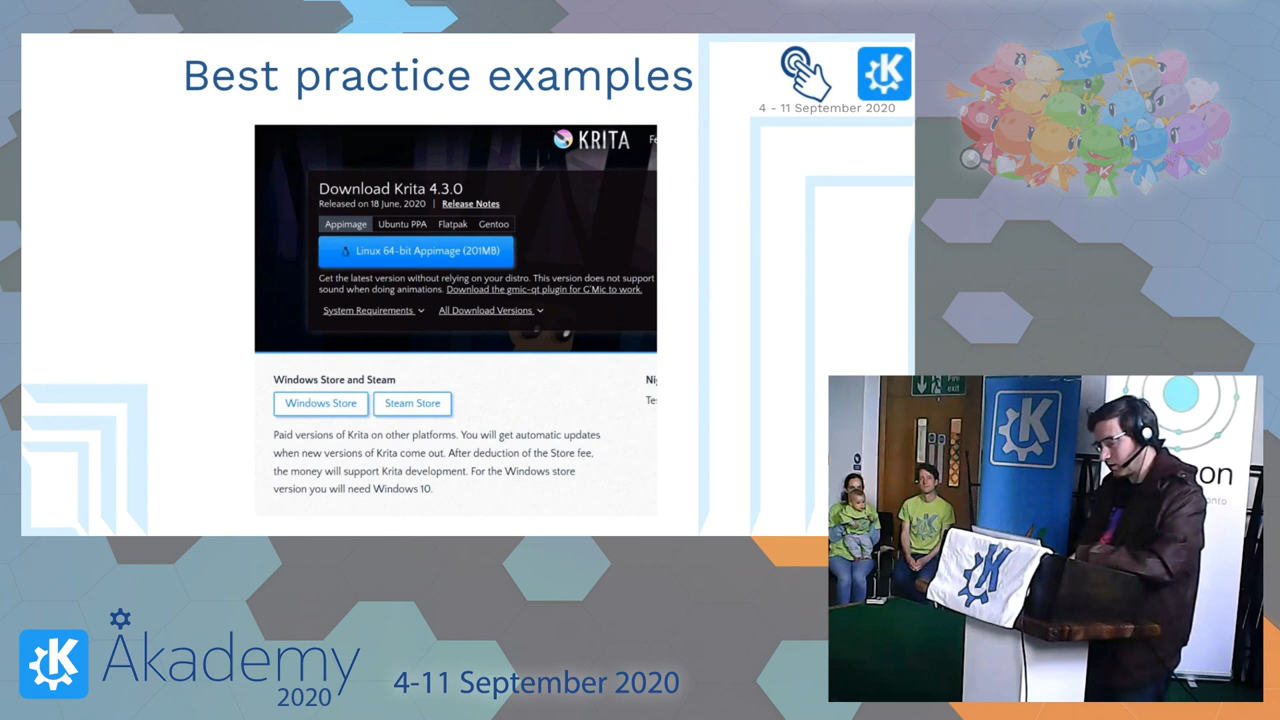 Best practice examples
4 - 11 September 2020
KRITA
Fe
Download Krita 4.3.0
Released on 18 June, 2020 | Release Notes
Appimage Ubuntu PPA Flatpak Gentoo
Linux 64-bit Appimage (201MB)
Get the latest version without relying on your distro. This version does not support
sound when doing animations. Download the gmic-qt plugin for G'Mic to work.
System Requirements All Download Versions
Windows Store and Steam
Windows Store Steam Store
Paid versions of Krita on other platforms. You will get automatic updates
when new versions of Krita come out. After deduction of the Store fee,
the money will support Krita development. For the Windows store
version you will need Windows 10.
Ni
Te
Fire
exit
K
on
K
Akademy
2020
4-11 September 2020